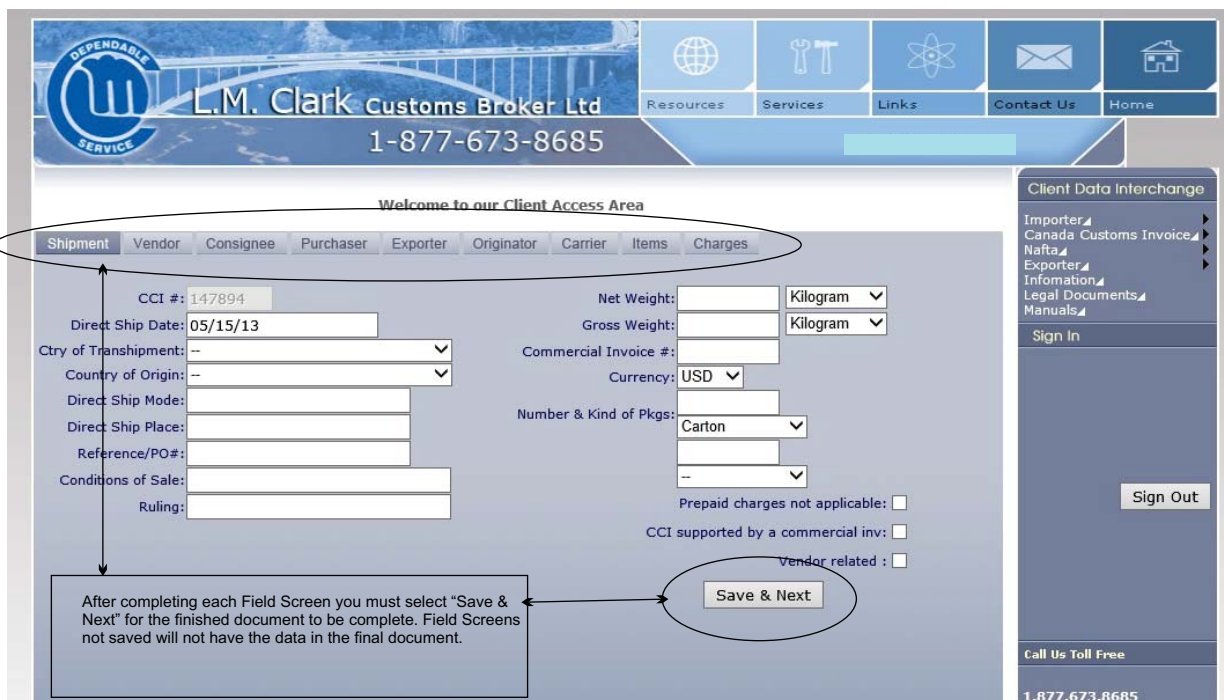 DEPENDABLE
SERVICE
L.M. Clark Customs Broker Ltd
1-877-673-8685
Resources
Services
Links
Contact Us
Home
Welcome to our Client Access Area
Shipment Vendor Consignee Purchaser Exporter Originator Carrier Items Charges
CCI #: 147894
Direct Ship Date: 05/15/13
Ctry of Transhipment: --
Country of Origin: --
Direct Ship Mode:
Direct Ship Place:
Reference/PO#:
Conditions of Sale:
Ruling:
Net Weight: Kilogram
Gross Weight: Kilogram
Commercial Invoice #:
Currency: USD
Number & Kind of Pkgs:
Carton
--
Prepaid charges not applicable:
CCI supported by a commercial inv:
Vendor related :
Save & Next
After completing each Field Screen you must select “Save &
Next” for the finished document to be complete. Field Screens
not saved will not have the data in the final document.
Client Data Interchange
Importer
Canada Customs Invoice
Nafta
Exporter
Infomation
Legal Documents
Manuals
Sign In
Sign Out
Call Us Toll Free
1.877.673.8685